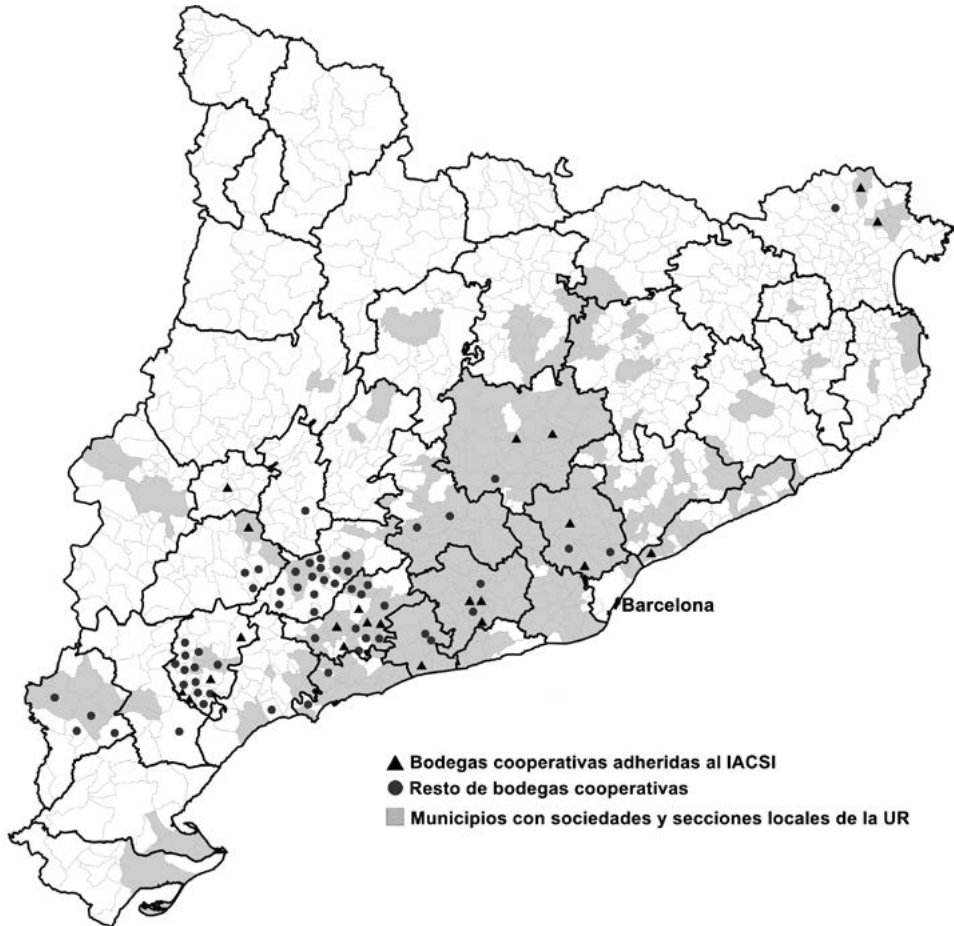 Barcelona
Bodegas cooperativas adheridas al IACSI
Resto de bodegas cooperativas
Municipios con sociedades y secciones locales de la UR